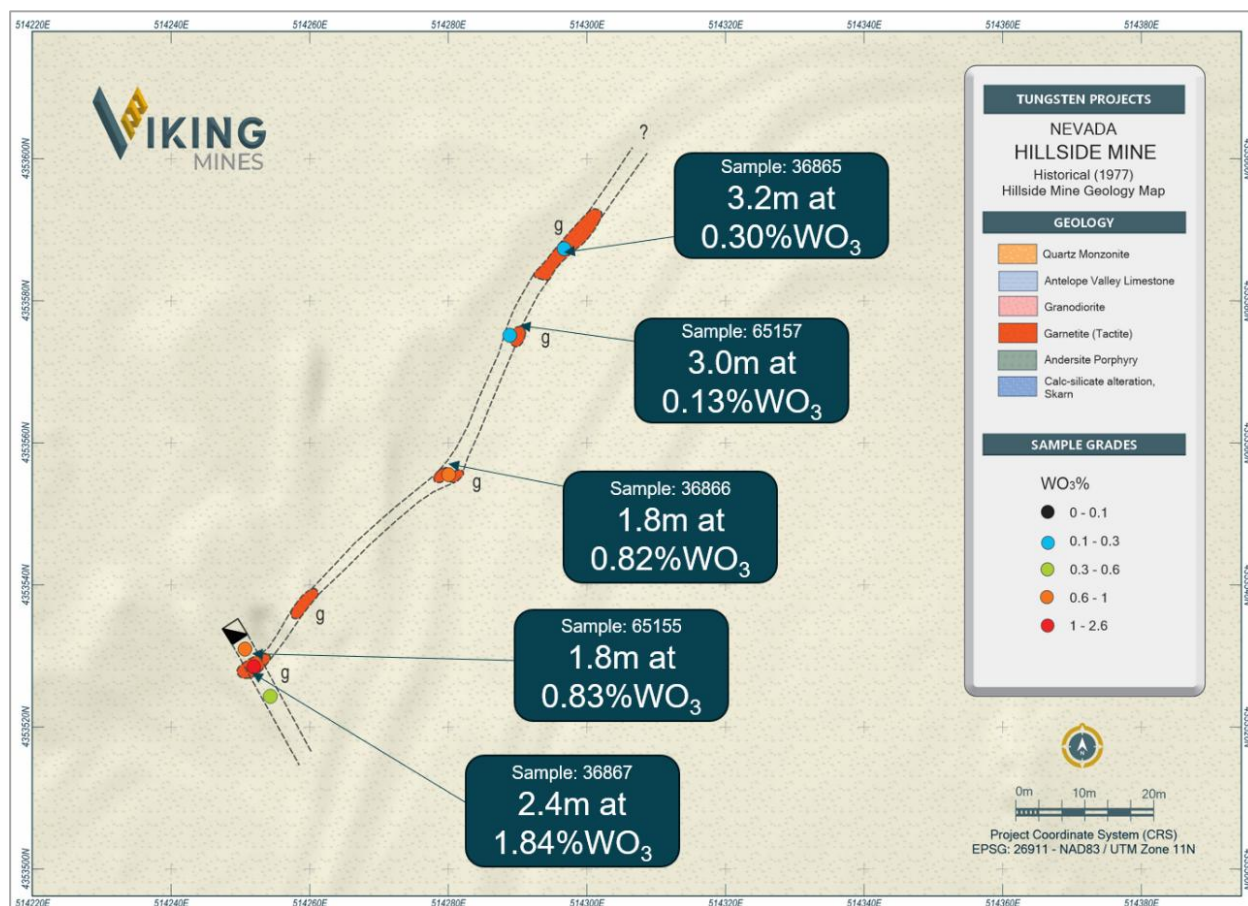 514220E 514240E 514260E 514280E 514300E 514320E 514340E 514360E 514380E
VIKING
MINES
4353600N
4353580N
4353560N
4353540N
4353520N
4353500N
?
g
g
g
g
g
Sample: 36865
3.2m at
0.30%WO₃
Sample: 65157
3.0m at
0.13%WO₃
Sample: 36866
1.8m at
0.82%WO₃
Sample: 65155
1.8m at
0.83%WO₃
Sample: 36867
2.4m at
1.84%WO₃
TUNGSTEN PROJECTS
NEVADA
HILLSIDE MINE
Historical (1977)
Hillside Mine Geology Map
GEOLOGY
Quartz Monzonite
Antelope Valley Limestone
Granodiorite
Garnetite (Tactite)
Andersite Porphyry
Calc-silicate alteration,
Skarn
SAMPLE GRADES
WO₃%
0 - 0.1
0.1 - 0.3
0.3 - 0.6
0.6 - 1
1 - 2.6
N
0m 10m 20m
Project Coordinate System (CRS)
EPSG: 26911 - NAD83 / UTM Zone 11N
4353600N
4353580N
4353560N
4353540N
4353520N
4353500N
514220E 514240E 514260E 514280E 514300E 514320E 514340E 514360E 514380E